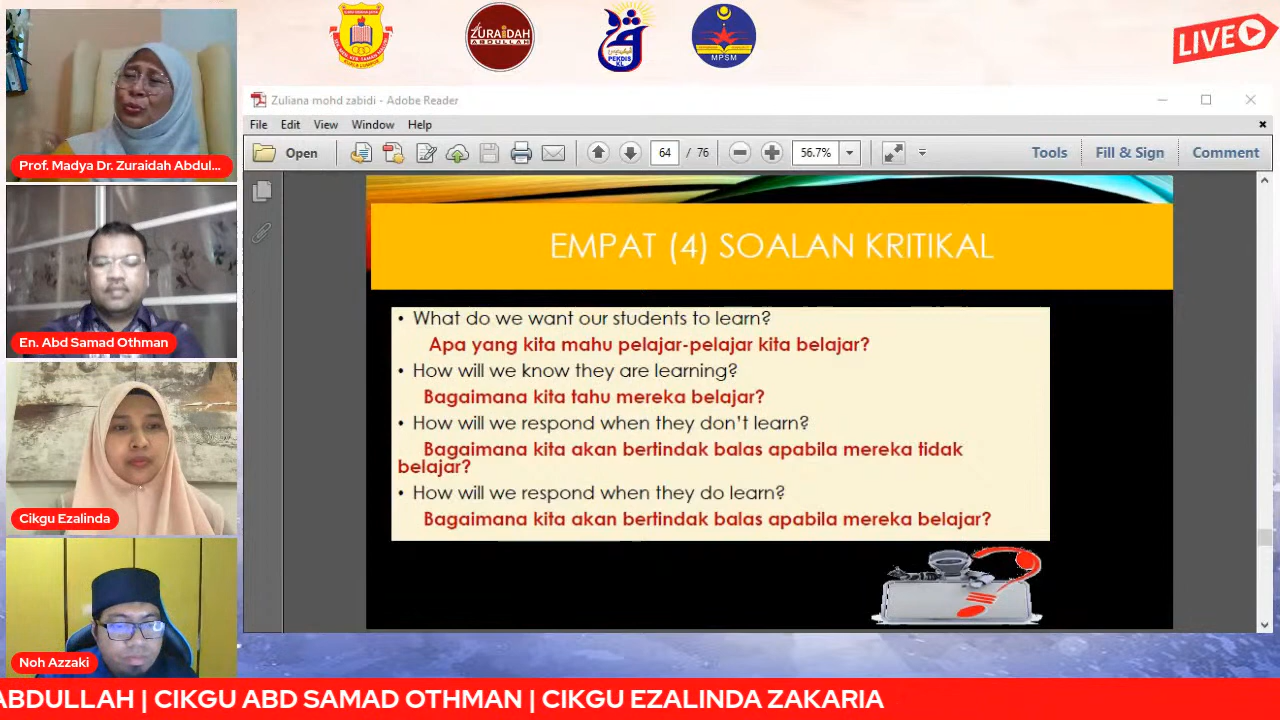 ZURAIDAH
ABDULLAH
PEKDIS
KL
MPSM
LIVE
Prof. Madya Dr. Zuraidah Abdul...
En. Abd Samad Othman
Cikgu Ezalinda
Noh Azzaki
Zuliana mohd zabidi - Adobe Reader
File Edit View Window Help
Open 64 / 76 56.7% Tools Fill & Sign Comment
EMPAT (4) SOALAN KRITIKAL
• What do we want our students to learn?
Apa yang kita mahu pelajar-pelajar kita belajar?
• How will we know they are learning?
Bagaimana kita tahu mereka belajar?
• How will we respond when they don't learn?
Bagaimana kita akan bertindak balas apabila mereka tidak
belajar?
• How will we respond when they do learn?
Bagaimana kita akan bertindak balas apabila mereka belajar?
ABDULLAH | CIKGU ABD SAMAD OTHMAN | CIKGU EZALINDA ZAKARIA